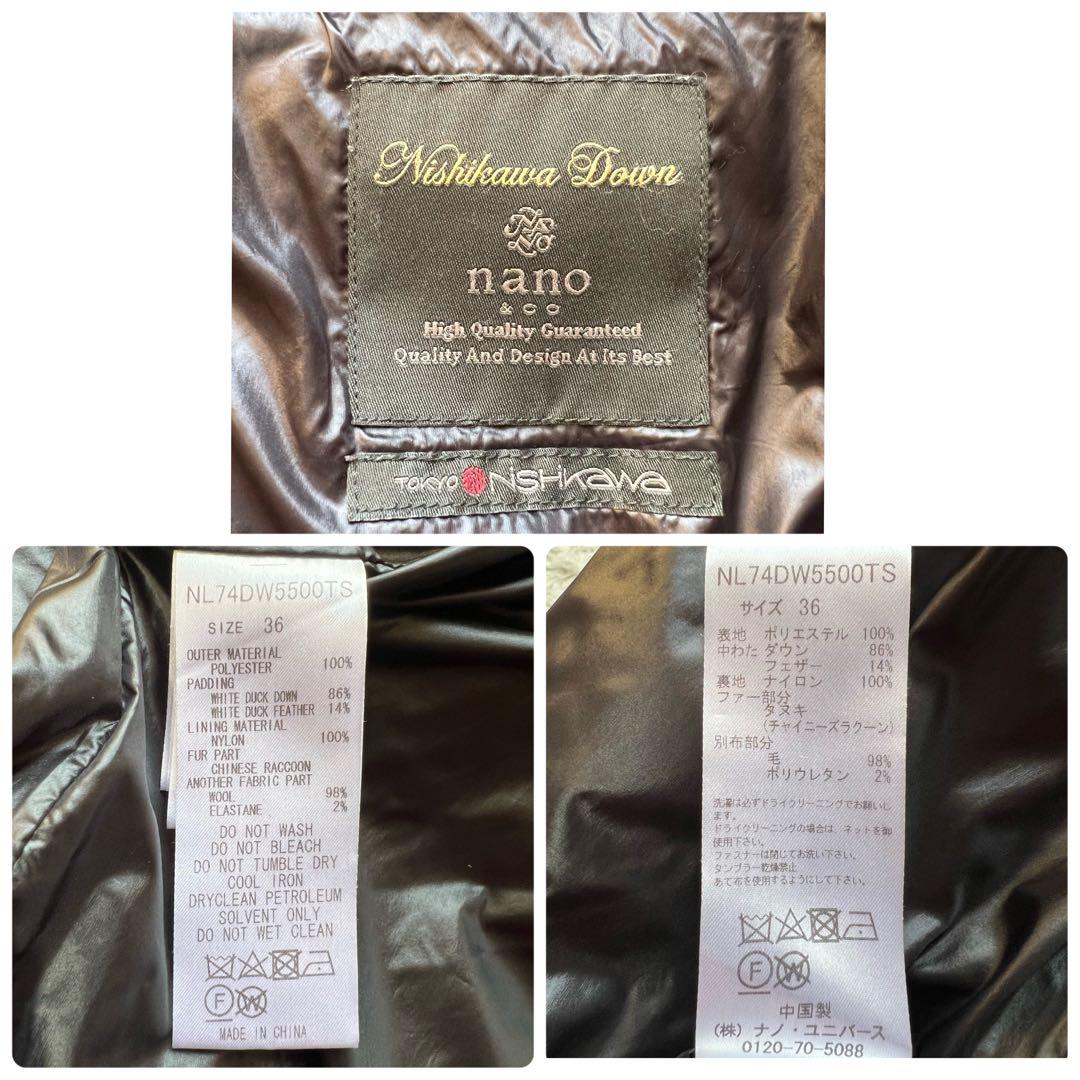 Nishikawa Down
nano
& CO
High Quality Guaranteed
Quality And Design At Its Best
TOKYO NiSHiKaWa
NL74DW5500TS
SIZE 36
OUTER MATERIAL
POLYESTER 100%
PADDING
WHITE DUCK DOWN 86%
WHITE DUCK FEATHER 14%
LINING MATERIAL
NYLON 100%
FUR PART
CHINESE RACCOON
ANOTHER FABRIC PART
WOOL 98%
ELASTANE 2%
DO NOT WASH
DO NOT BLEACH
DO NOT TUMBLE DRY
COOL IRON
DRYCLEAN PETROLEUM
SOLVENT ONLY
DO NOT WET CLEAN
F W
MADE IN CHINA
NL74DW5500TS
サイズ 36
表地 ポリエステル 100%
中わた ダウン 86%
フェザー 14%
裏地 ナイロン 100%
ファー部分
タヌキ
(チャイニーズラクーン)
別布部分
毛 98%
ポリウレタン 2%
洗濯は必ずドライクリーニングでお願いし
ます。
ドライクリーニングの場合は、ネットを御
使用下さい。
ファスナーは閉じてお洗い下さい。
タンブラー乾燥禁止
あて布を使用するようにして下さい。
F W
中国製
(株) ナノ・ユニバース
0120-70-5088